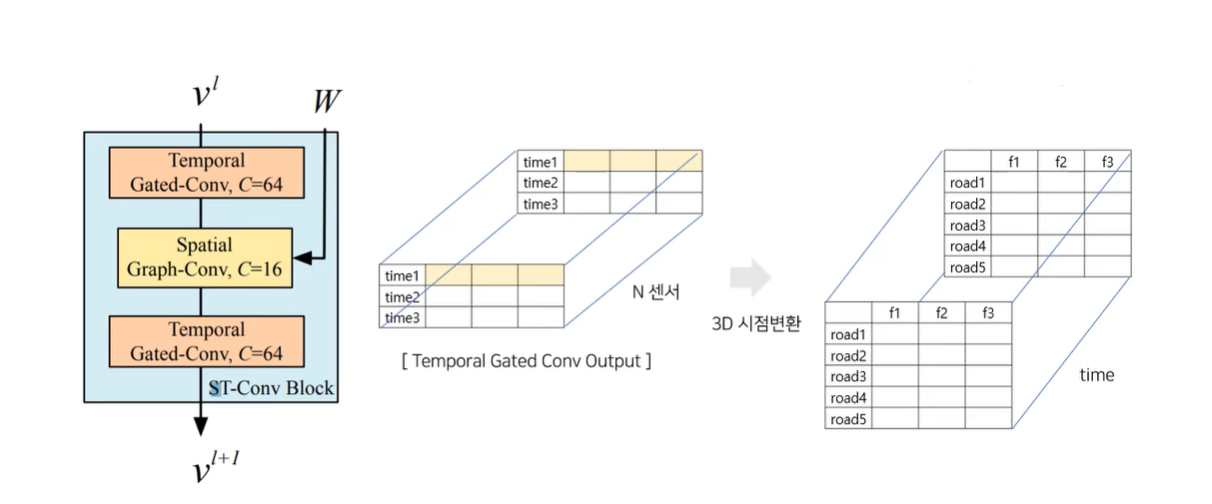 v^l
W
Temporal
Gated-Conv, C=64
Spatial
Graph-Conv, C=16
Temporal
Gated-Conv, C=64
ST-Conv Block
v^{l+1}
time1
time2
time3
time1
time2
time3
N 센서
[ Temporal Gated Conv Output ]
3D 시점변환
f1 f2 f3
road1
road2
road3
road4
road5
f1 f2 f3
road1
road2
road3
road4
road5
time